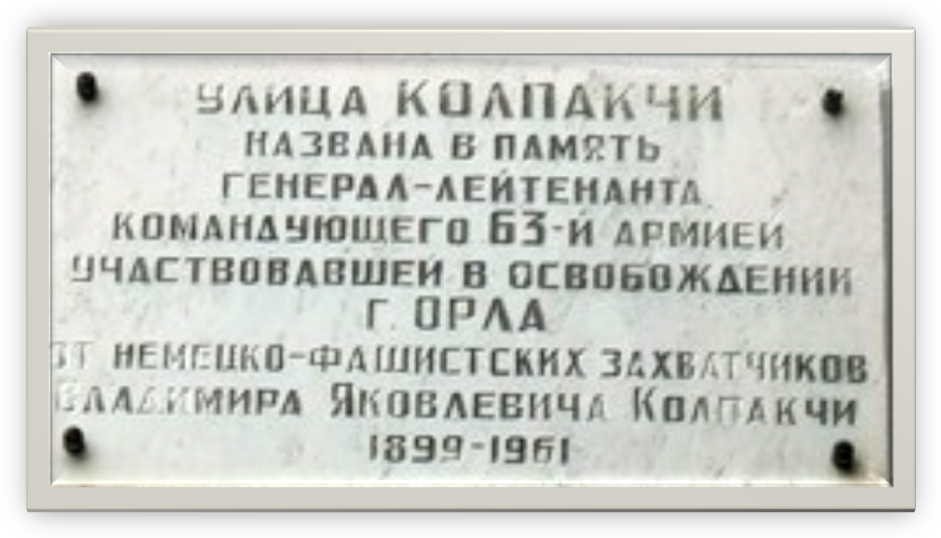 УЛИЦА КОЛПАКЧИ
НАЗВАНА В ПАМЯТЬ
ГЕНЕРАЛ-ЛЕЙТЕНАНТА
КОМАНДУЮЩЕГО 63-Й АРМИЕЙ
УЧАСТВОВАВШЕЙ В ОСВОБОЖДЕНИИ
Г. ОРЛА
ОТ НЕМЕЦКО-ФАШИСТСКИХ ЗАХВАТЧИКОВ
ВЛАДИМИРА ЯКОВЛЕВИЧА КОЛПАКЧИ
1899-1961